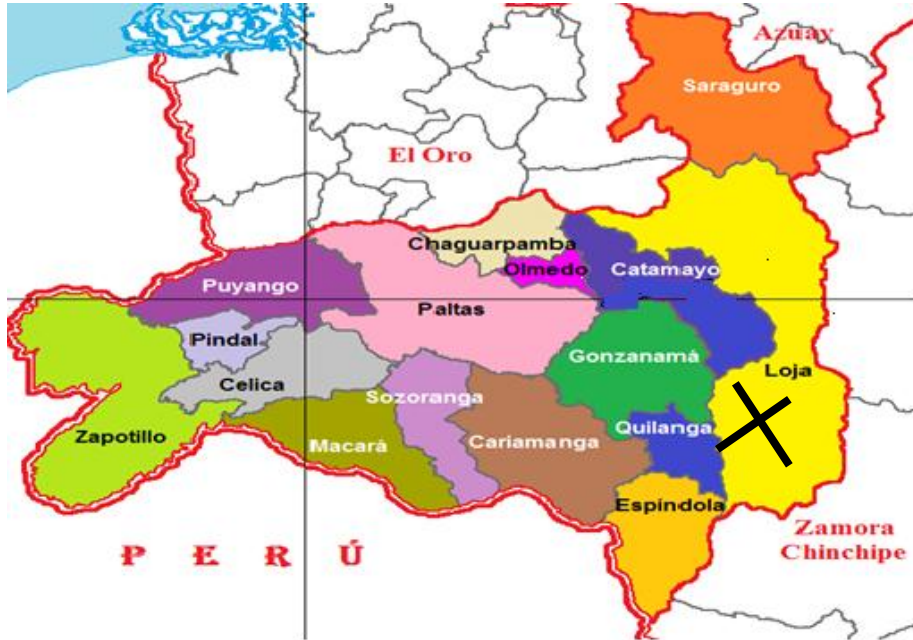 Azuay
Saraguro
El Oro
Chaguarpamba
Olmedo
Catamayo
Puyango
Paltas
Pindal
Gonzanamá
Loja
Celica
Sozoranga
Zapotillo
Macará
Cariamanga
Quilanga
Espíndola
Zamora
Chinchipe
PERÚ